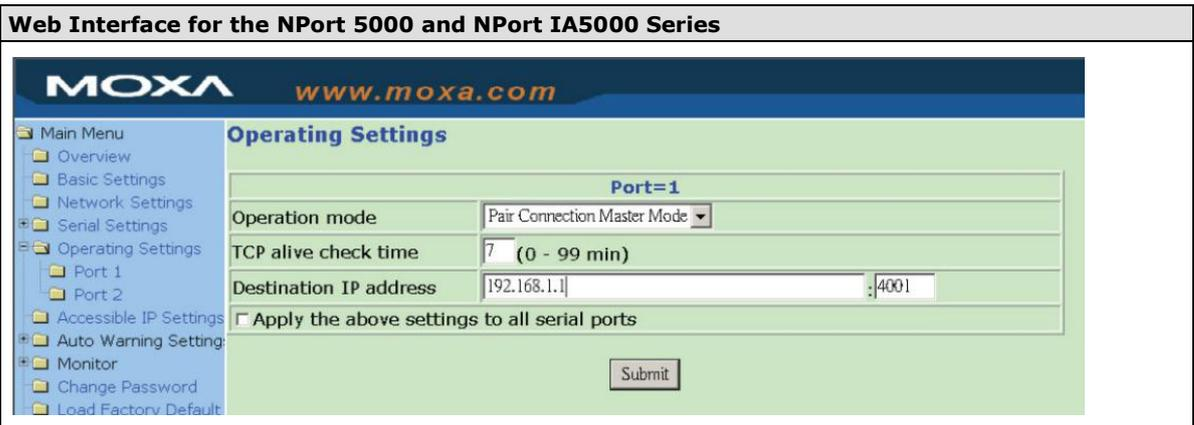 Web Interface for the NPort 5000 and NPort IA5000 Series
MOXA www.moxa.com
Main Menu
Overview
Basic Settings
Network Settings
Serial Settings
Operating Settings
Port 1
Port 2
Accessible IP Settings
Auto Warning Setting
Monitor
Change Password
Load Factory Default
Operating Settings
Port=1
Operation mode Pair Connection Master Mode
TCP alive check time 7 (0 - 99 min)
Destination IP address 192.168.1.1 :4001
Apply the above settings to all serial ports
Submit